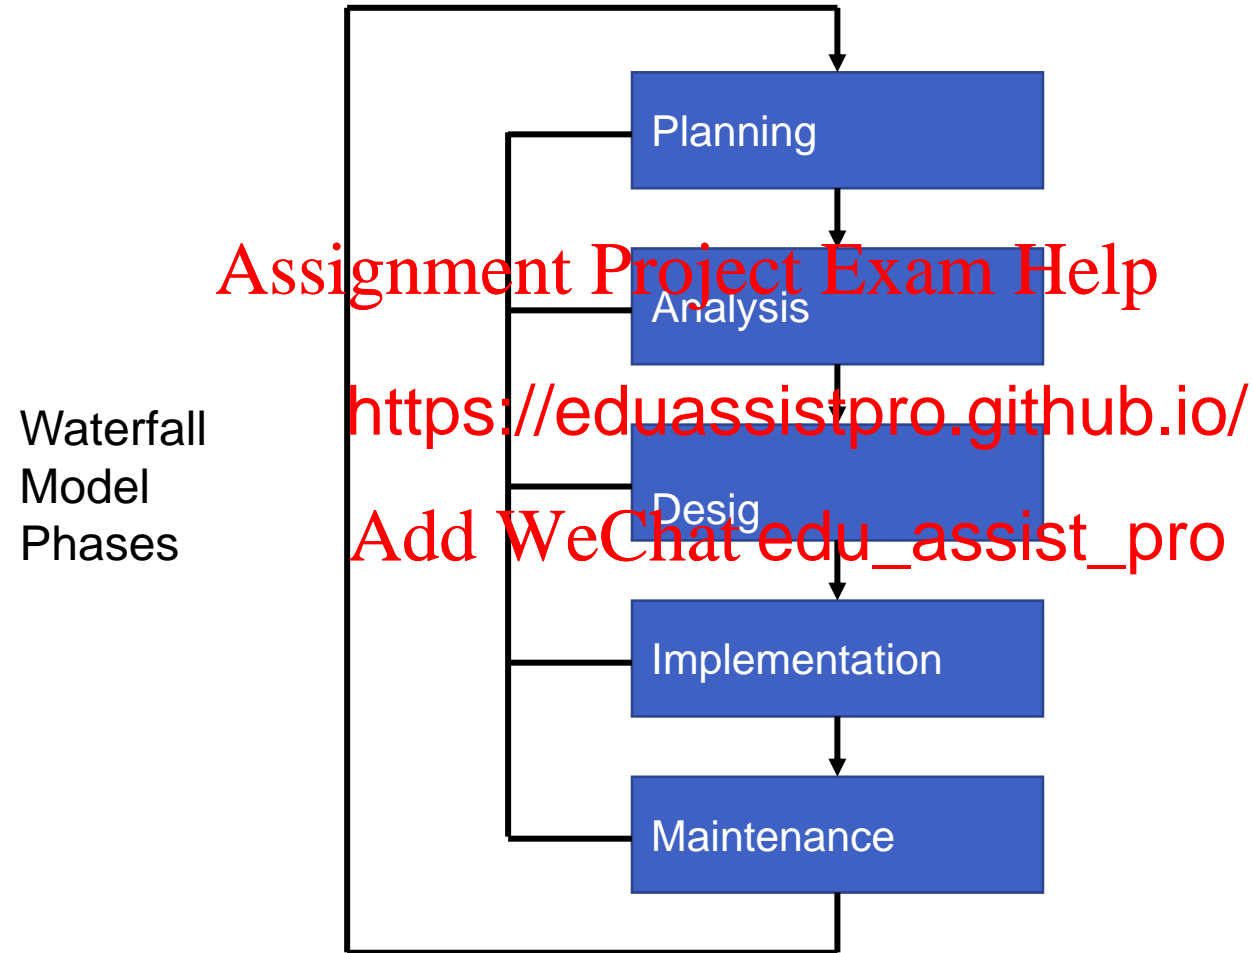 Planning
Assignment Project Exam Help
Analysis
https://eduassistpro.github.io/
Waterfall
Model
Phases
Desig
Add WeChat edu_assist_pro
Implementation
Maintenance